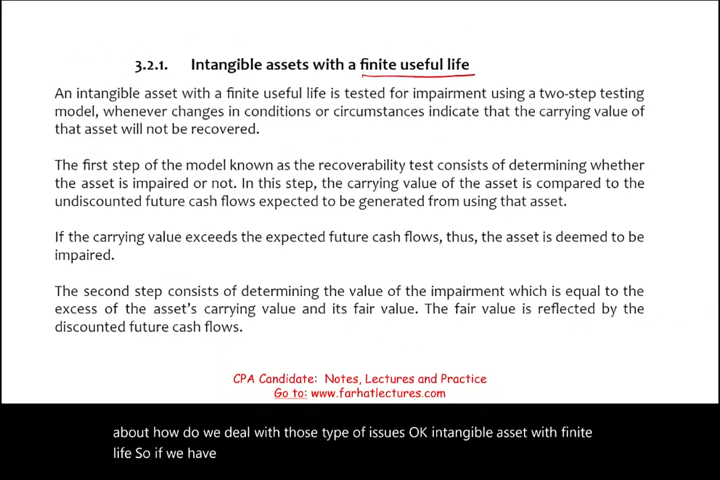 3.2.1. Intangible assets with a finite useful life
An intangible asset with a finite useful life is tested for impairment using a two-step testing
model, whenever changes in conditions or circumstances indicate that the carrying value of
that asset will not be recovered.
The first step of the model known as the recoverability test consists of determining whether
the asset is impaired or not. In this step, the carrying value of the asset is compared to the
undiscounted future cash flows expected to be generated from using that asset.
If the carrying value exceeds the expected future cash flows, thus, the asset is deemed to be
impaired.
The second step consists of determining the value of the impairment which is equal to the
excess of the asset's carrying value and its fair value. The fair value is reflected by the
discounted future cash flows.
CPA Candidate: Notes, Lectures and Practice
Go to: www.farhatlectures.com
about how do we deal with those type of issues OK intangible asset with finite
life So if we have